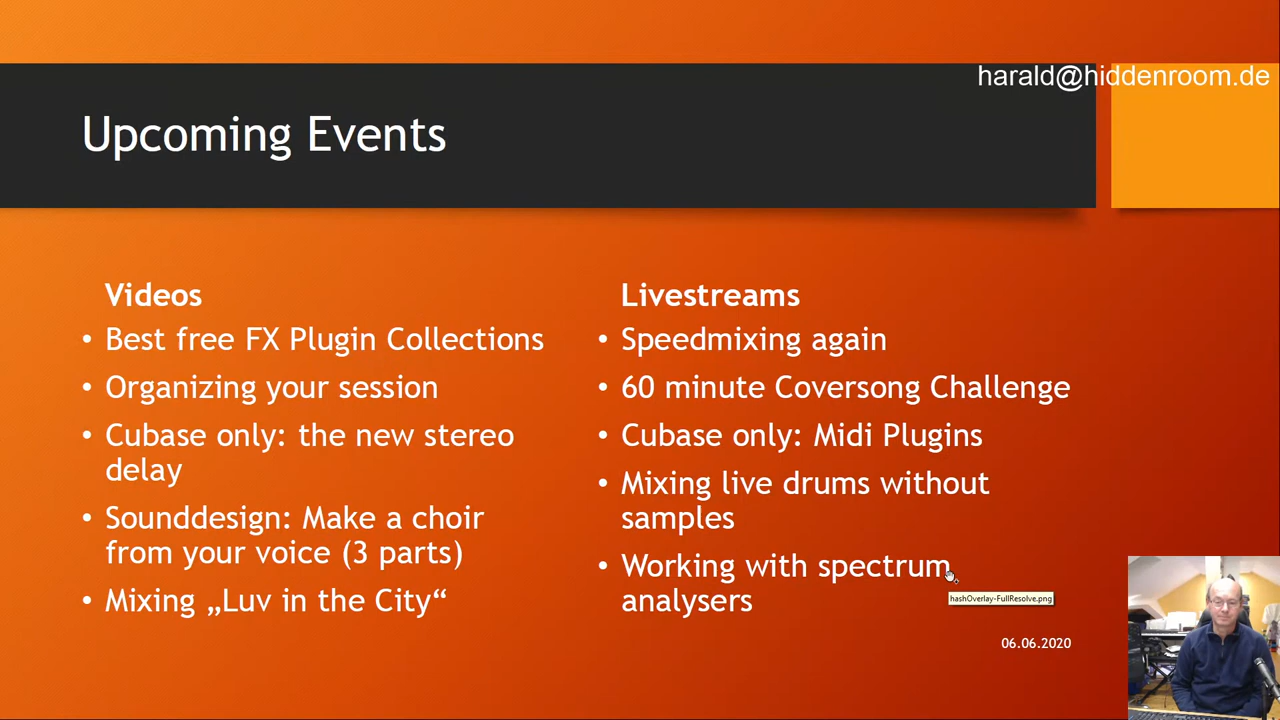 harald@hiddenroom.de
Upcoming Events
Videos
• Best free FX Plugin Collections
• Organizing your session
• Cubase only: the new stereo
delay
• Sounddesign: Make a choir
from your voice (3 parts)
• Mixing „Luv in the City“
Livestreams
• Speedmixing again
• 60 minute Coversong Challenge
• Cubase only: Midi Plugins
• Mixing live drums without
samples
• Working with spectrum
analysers
hashOverlay-FullResolve.png
06.06.2020